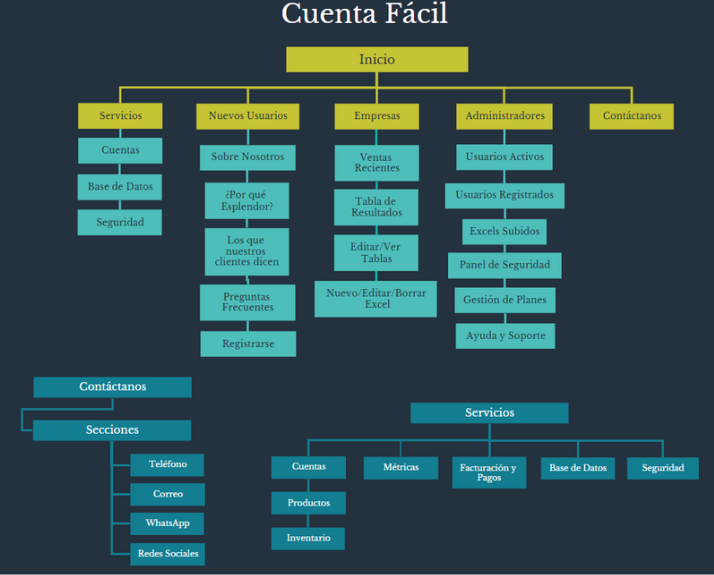 Cuenta Fácil
Inicio
Servicios
Nuevos Usuarios
Empresas
Administradores
Contáctanos
Cuentas
Base de Datos
Seguridad
Sobre Nosotros
¿Por qué
Esplendor?
Los que
nuestros
clientes dicen
Preguntas
Frecuentes
Registrarse
Ventas
Recientes
Tabla de
Resultados
Editar/Ver
Tablas
Nuevo/Editar/Borrar
Excel
Usuarios Activos
Usuarios Registrados
Excels Subidos
Panel de Seguridad
Gestión de Planes
Ayuda y Soporte
Contáctanos
Secciones
Teléfono
Correo
WhatsApp
Redes Sociales
Servicios
Cuentas
Productos
Inventario
Métricas
Facturación y
Pagos
Base de Datos
Seguridad